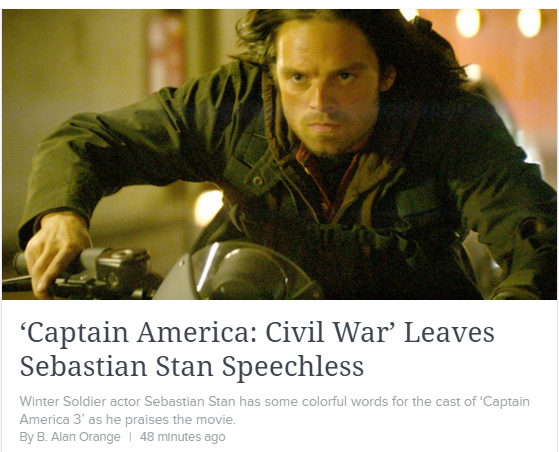 ‘Captain America: Civil War’ Leaves
Sebastian Stan Speechless
Winter Soldier actor Sebastian Stan has some colorful words for the cast of ‘Captain
America 3’ as he praises the movie.
By B. Alan Orange | 48 minutes ago